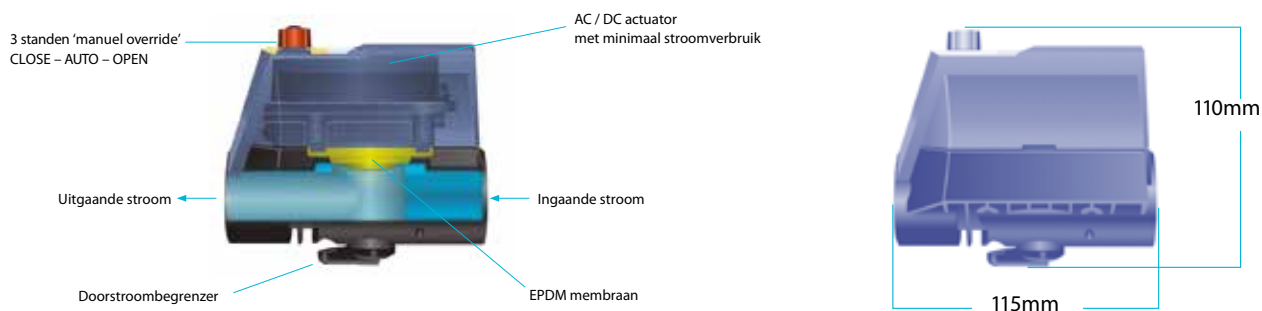 3 standen ‘manuel override’
CLOSE – AUTO – OPEN
AC / DC actuator
met minimaal stroomverbruik
Uitgaande stroom
Ingaande stroom
Doorstroombegrenzer
EPDM membraan
110mm
115mm